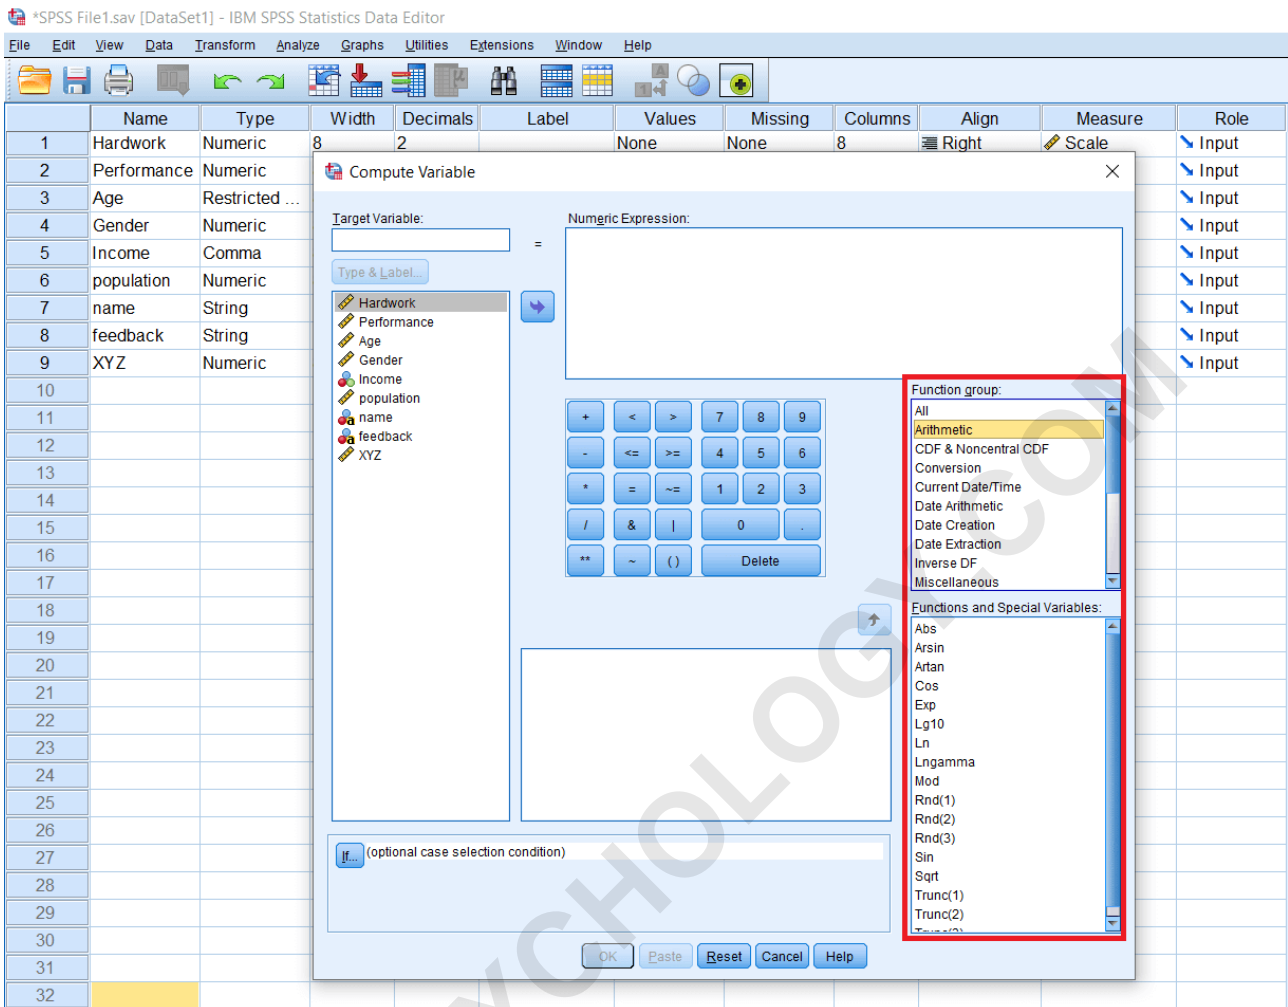 *SPSS File1.sav [DataSet1] - IBM SPSS Statistics Data Editor
File Edit View Data Transform Analyze Graphs Utilities Extensions Window Help
Name Type Width Decimals Label Values Missing Columns Align Measure Role
1 Hardwork Numeric 8 2 None None 8 Right Scale Input
2 Performance Numeric Input
3 Age Restricted ... Input
4 Gender Numeric Input
5 Income Comma Input
6 population Numeric Input
7 name String Input
8 feedback String Input
9 XYZ Numeric Input
10
11
12
13
14
15
16
17
18
19
20
21
22
23
24
25
26
27
28
29
30
31
32
Compute Variable
Target Variable:
=
Numeric Expression:
Type & Label...
Hardwork
Performance
Age
Gender
Income
population
name
feedback
XYZ
+ < > 7 8 9
- <= >= 4 5 6
* = ~= 1 2 3
/ & | 0 .
** ~ ( ) Delete
Function group:
All
Arithmetic
CDF & Noncentral CDF
Conversion
Current Date/Time
Date Arithmetic
Date Creation
Date Extraction
Inverse DF
Miscellaneous
Functions and Special Variables:
Abs
Arsin
Artan
Cos
Exp
Lg10
Ln
Lngamma
Mod
Rnd(1)
Rnd(2)
Rnd(3)
Sin
Sqrt
Trunc(1)
Trunc(2)
If... (optional case selection condition)
OK Paste Reset Cancel Help
YCHOLOGY.COM